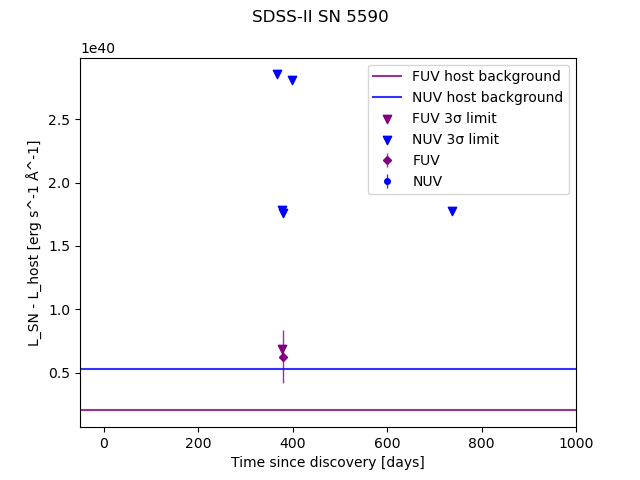 SDSS-II SN 5590
1e40
FUV host background
NUV host background
FUV 3σ limit
NUV 3σ limit
FUV
NUV
2.5
2.0
1.5
1.0
0.5
L_SN - L_host [erg s^-1 Å^-1]
0 200 400 600 800 1000
Time since discovery [days]